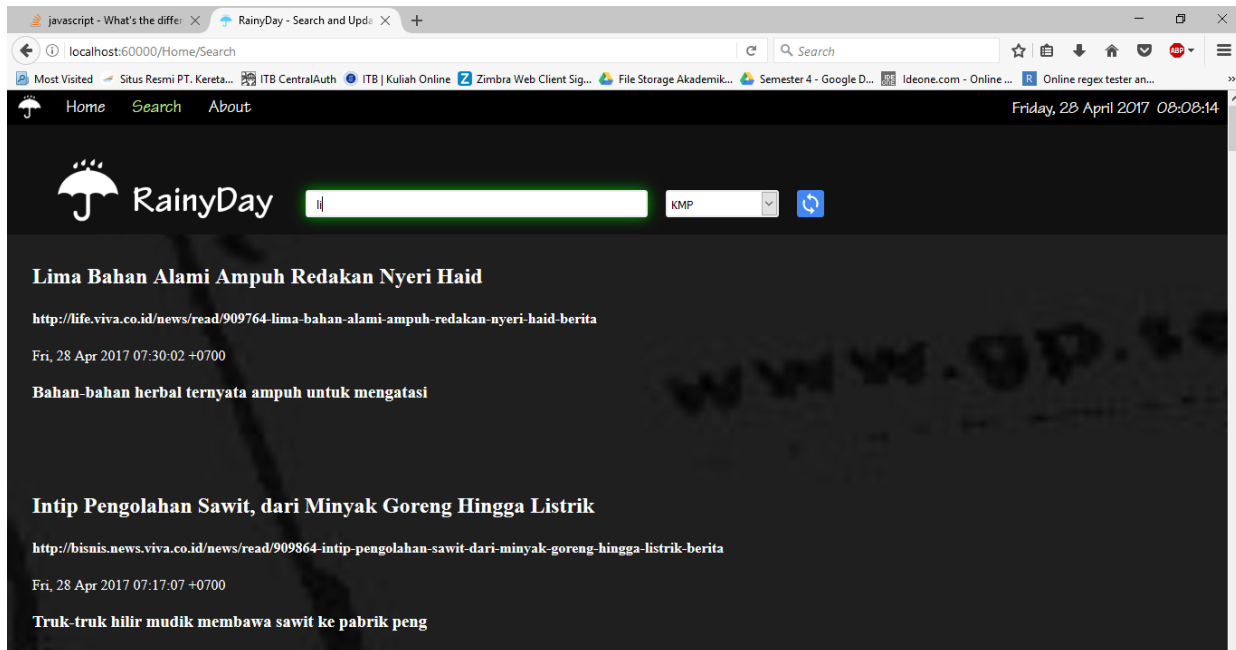 javascript - What's the differ
RainyDay - Search and Upda
localhost:60000/Home/Search
Search
ABP
Most Visited
Situs Resmi PT. Kereta...
ITB CentralAuth
ITB | Kuliah Online
Zimbra Web Client Sig...
File Storage Akademik...
Semester 4 - Google D...
Ideone.com - Online ...
Online regex tester an...
Home Search About
Friday, 28 April 2017 08:08:14
RainyDay
li
KMP
Lima Bahan Alami Ampuh Redakan Nyeri Haid
http://life.viva.co.id/news/read/909764-lima-bahan-alami-ampuh-redakan-nyeri-haid-berita
Fri, 28 Apr 2017 07:30:02 +0700
Bahan-bahan herbal ternyata ampuh untuk mengatasi
www.gp.se
Intip Pengolahan Sawit, dari Minyak Goreng Hingga Listrik
http://bisnis.news.viva.co.id/news/read/909864-intip-pengolahan-sawit-dari-minyak-goreng-hingga-listrik-berita
Fri, 28 Apr 2017 07:17:07 +0700
Truk-truk hilir mudik membawa sawit ke pabrik peng